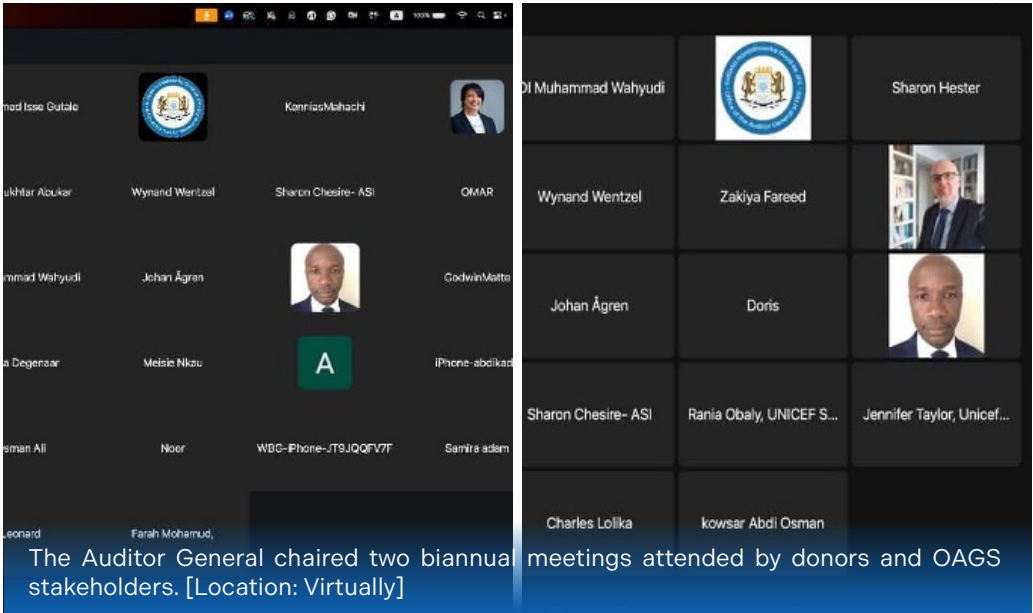 100%
A
med Isse Gutale
KenniasMahachi
ukhtar Abukar
Wynand Wentzel
Sharon Chesire- ASI
OMAR
mmad Wahyudi
Johan Ågren
GodwinMatte
a Degenaar
Meisie Nkau
A
iPhone-abdikad
sman Ali
Noor
WBG-iPhone-JT9JQQFV7F
Samira adam
Leonard
Farah Mohamud,
DI Muhammad Wahyudi
Sharon Hester
Wynand Wentzel
Zakiya Fareed
Johan Ågren
Doris
Sharon Chesire- ASI
Rania Obaly, UNICEF S...
Jennifer Taylor, Unicef...
Charles Lolika
kowsar Abdi Osman
The Auditor General chaired two biannual meetings attended by donors and OAGS
stakeholders. [Location: Virtually]